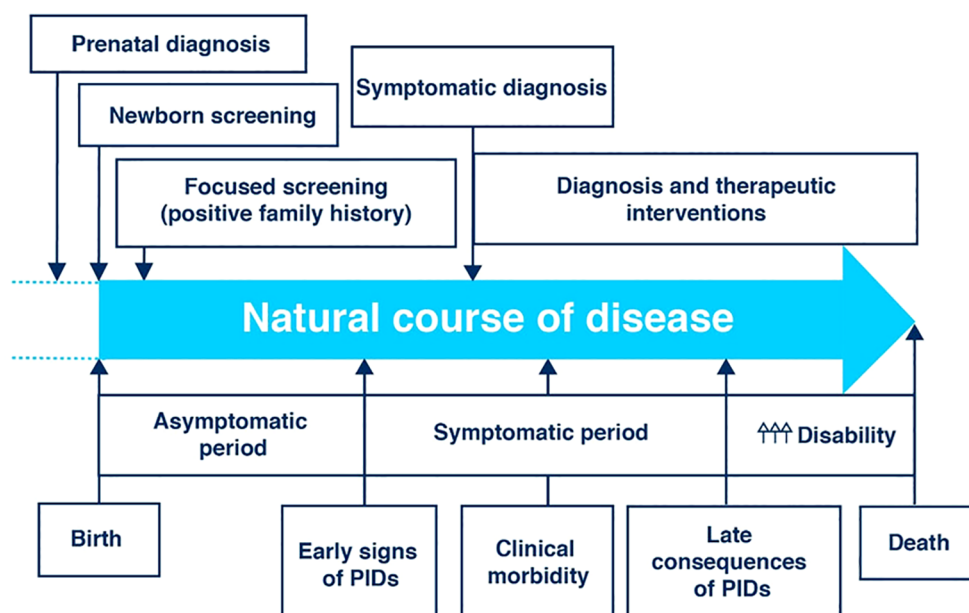 Prenatal diagnosis
Newborn screening
Symptomatic diagnosis
Focused screening
(positive family history)
Diagnosis and therapeutic
interventions
Natural course of disease
Asymptomatic
period
Symptomatic period
⇑⇑⇑ Disability
Birth
Early signs
of PIDs
Clinical
morbidity
Late
consequences
of PIDs
Death